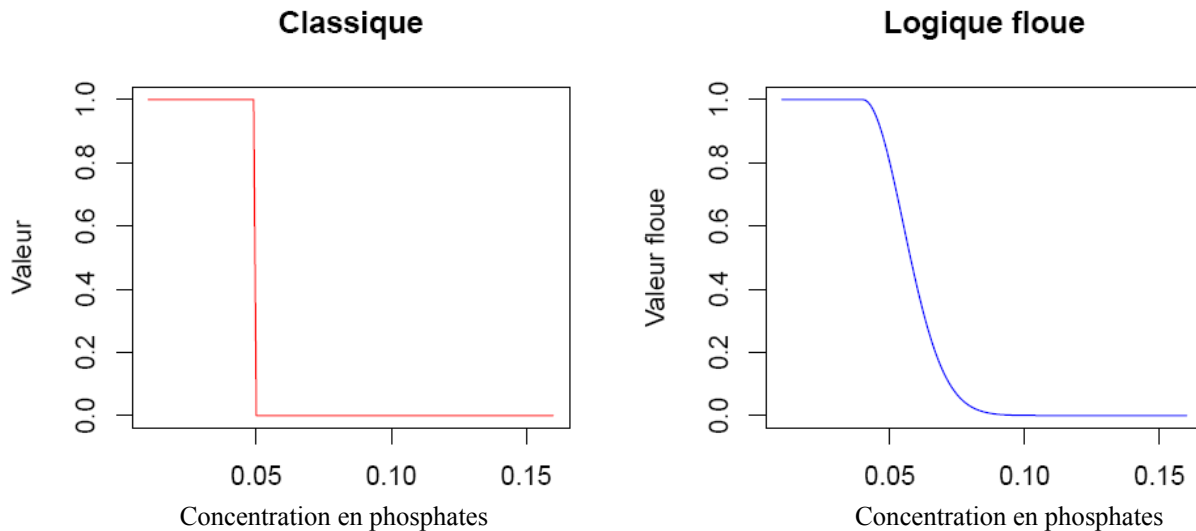 Classique
Valeur
1.0
0.8
0.6
0.4
0.2
0.0
0.05 0.10 0.15
Concentration en phosphates
Logique floue
Valeur floue
1.0
0.8
0.6
0.4
0.2
0.0
0.05 0.10 0.15
Concentration en phosphates